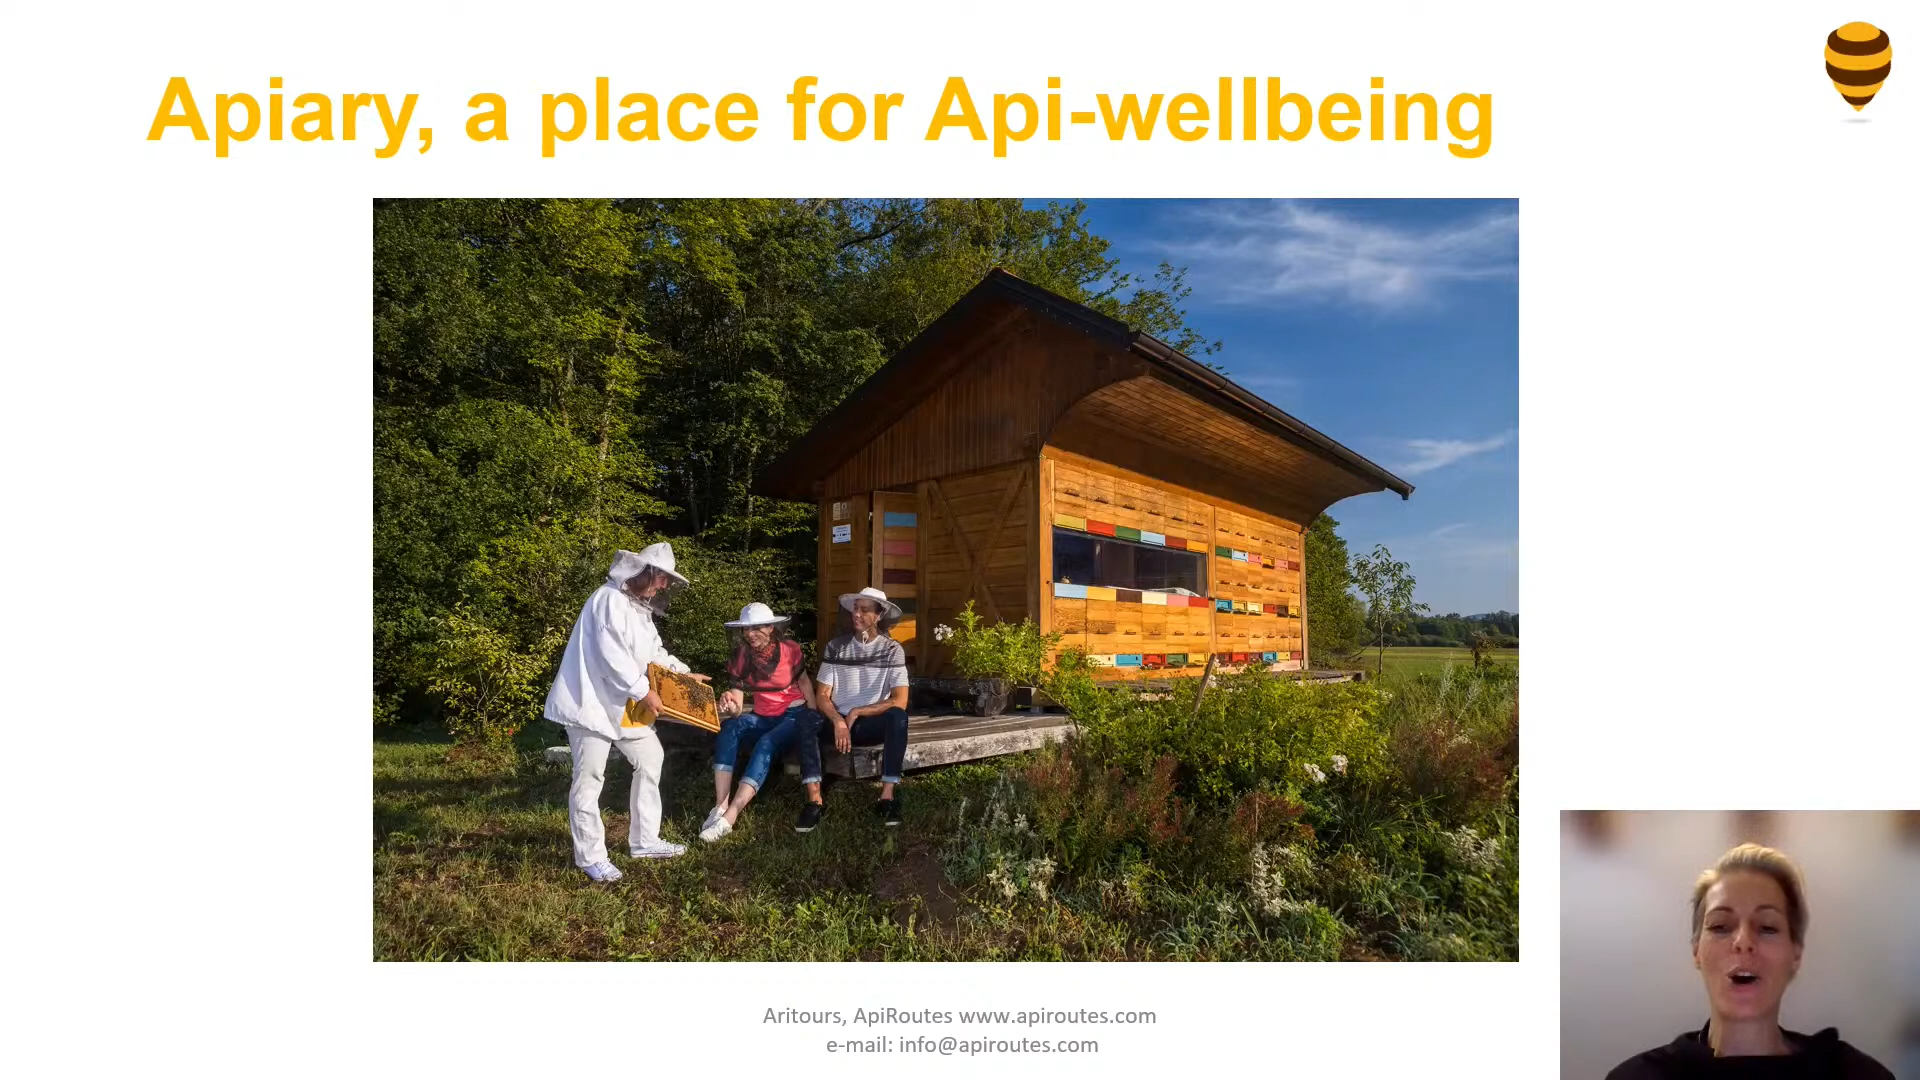 Apiary, a place for Api-wellbeing
Aritours, ApiRoutes www.apiroutes.com
e-mail: info@apiroutes.com